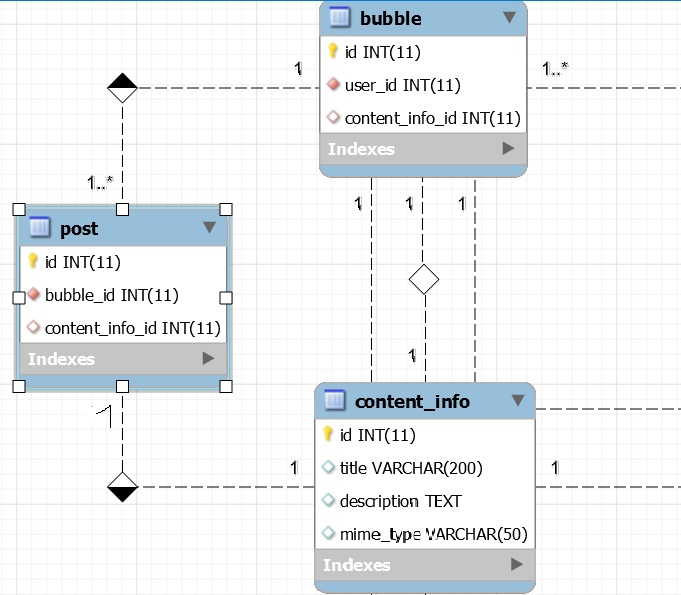 bubble
id INT(11)
user_id INT(11)
content_info_id INT(11)
Indexes
1
1..*
1..*
1
1
1
post
id INT(11)
bubble_id INT(11)
content_info_id INT(11)
Indexes
1
1
content_info
id INT(11)
title VARCHAR(200)
description TEXT
mime_type VARCHAR(50)
Indexes
1
1